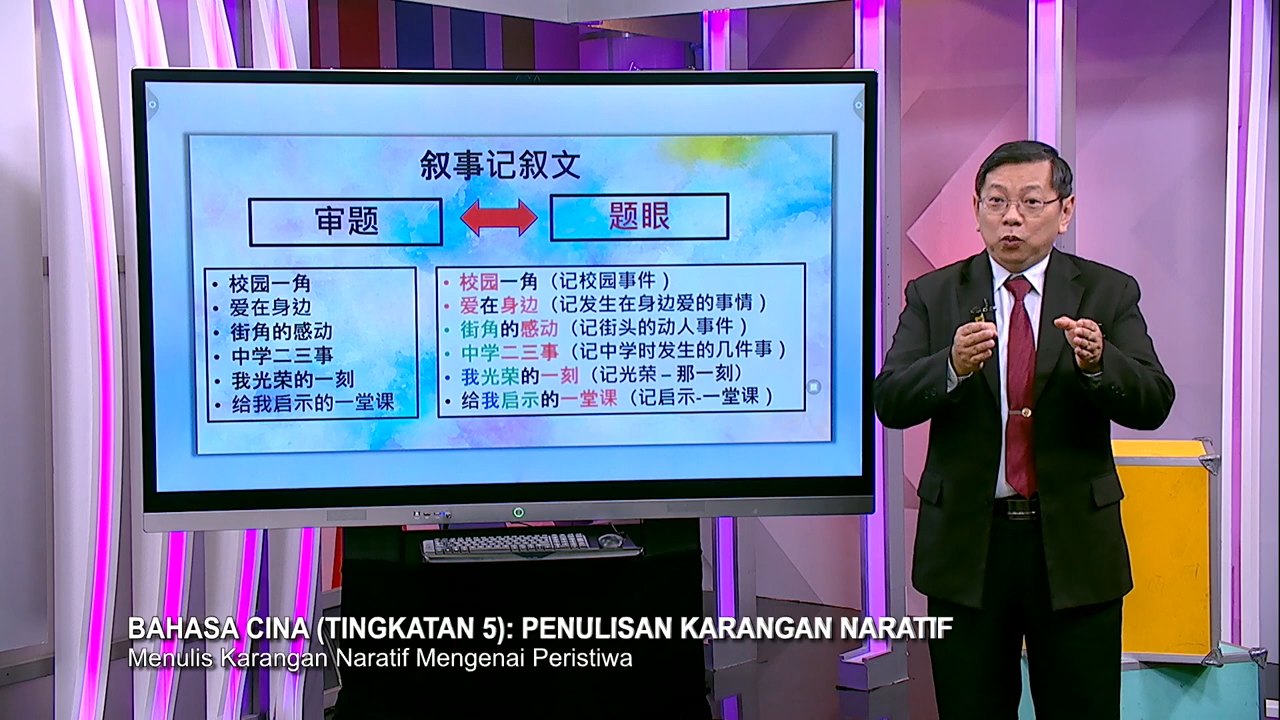 叙事记叙文
审题
题眼
• 校园一角
• 爱在身边
• 街角的感动
• 中学二三事
• 我光荣的一刻
• 给我启示的一堂课
• 校园一角（记校园事件）
• 爱在身边（记发生在身边爱的事情）
• 街角的感动（记街头的动人事件）
• 中学二三事（记中学时发生的几件事）
• 我光荣的一刻（记光荣 – 那一刻）
• 给我启示的一堂课（记启示-一堂课）
BAHASA CINA (TINGKATAN 5): PENULISAN KARANGAN NARATIF
Menulis Karangan Naratif Mengenai Peristiwa